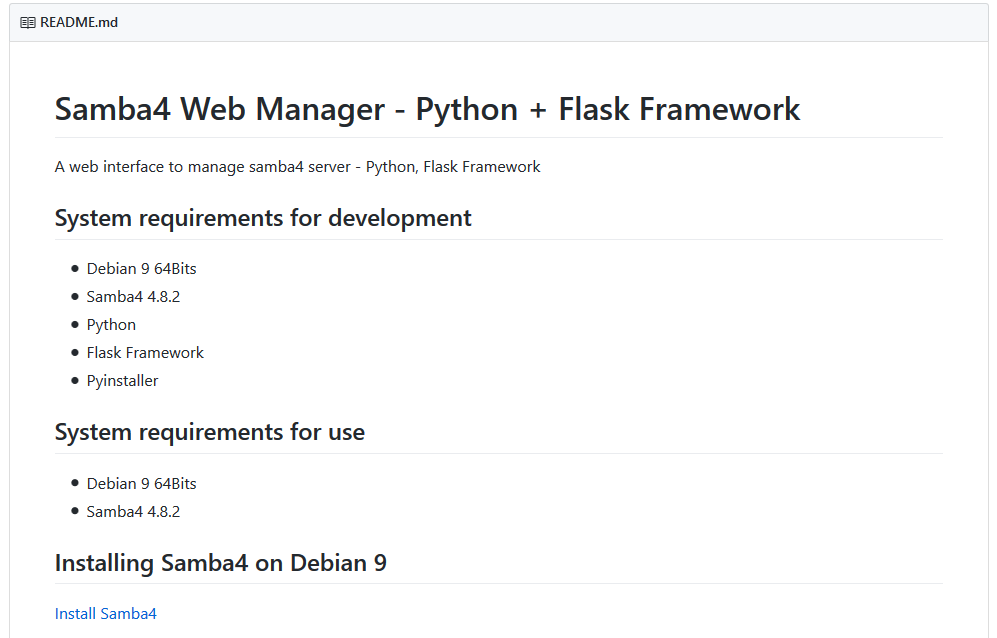 README.md
Samba4 Web Manager - Python + Flask Framework
A web interface to manage samba4 server - Python, Flask Framework
System requirements for development
Debian 9 64Bits
Samba4 4.8.2
Python
Flask Framework
Pyinstaller
System requirements for use
Debian 9 64Bits
Samba4 4.8.2
Installing Samba4 on Debian 9
Install Samba4